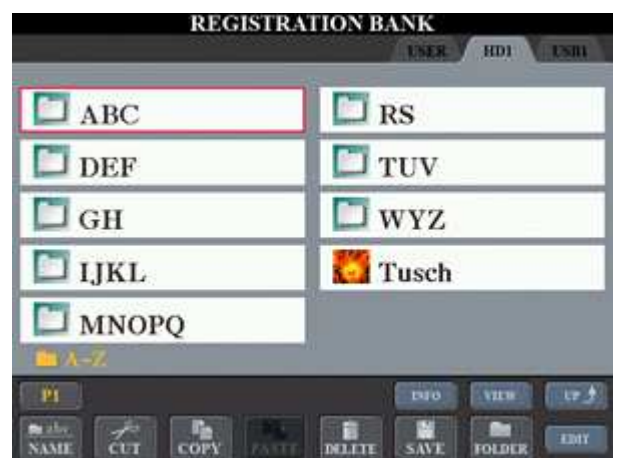 REGISTRATION BANK
USER HD1 USB1
ABC
DEF
GH
IJKL
MNOPQ
RS
TUV
WYZ
Tusch
A-Z
P1
INFO VIEW UP
abc
NAME CUT COPY PASTE DELETE SAVE FOLDER EDIT